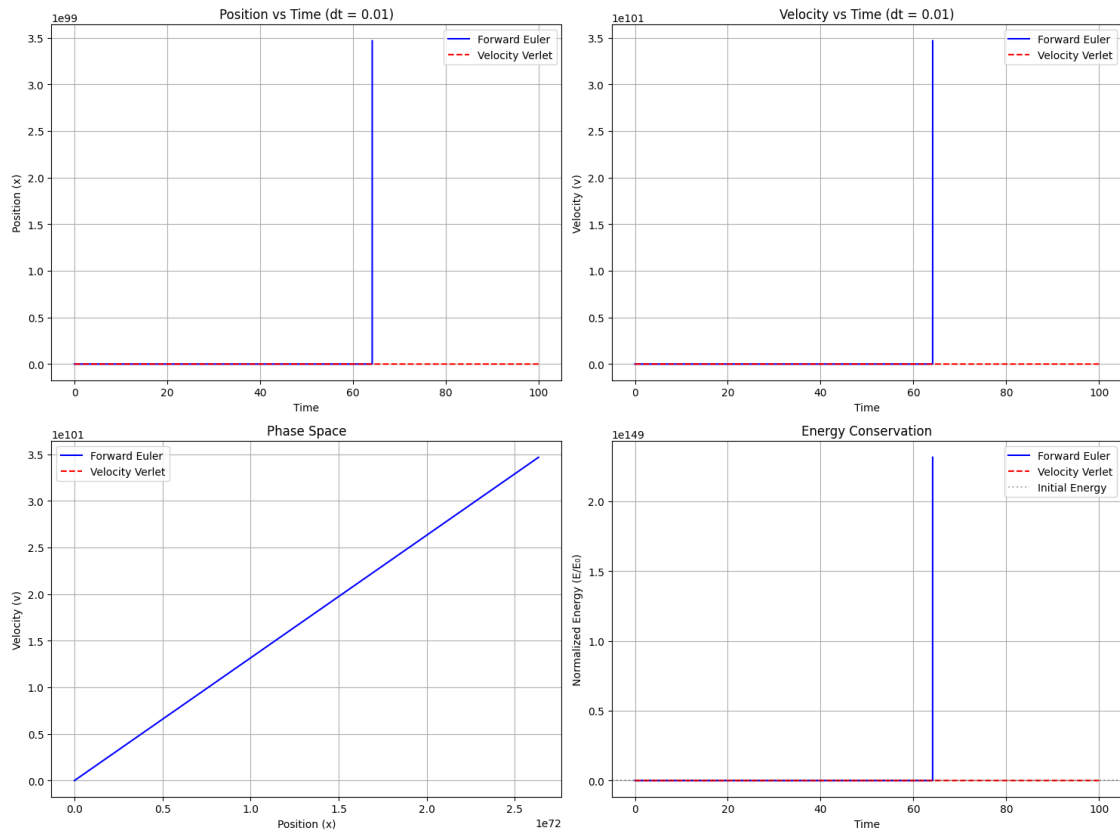 Position vs Time (dt = 0.01)
1e99
3.5
3.0
2.5
2.0
1.5
1.0
0.5
0.0
Position (x)
0
20
40
60
80
100
Time
Forward Euler
Velocity Verlet
Velocity vs Time (dt = 0.01)
1e101
3.5
3.0
2.5
2.0
1.5
1.0
0.5
0.0
Velocity (v)
0
20
40
60
80
100
Time
Forward Euler
Velocity Verlet
Phase Space
1e101
3.5
3.0
2.5
2.0
1.5
1.0
0.5
0.0
Velocity (v)
0.0
0.5
1.0
1.5
2.0
2.5
1e72
Position (x)
Forward Euler
Velocity Verlet
Energy Conservation
1e149
2.0
1.5
1.0
0.5
0.0
Normalized Energy (E/E₀)
0
20
40
60
80
100
Time
Forward Euler
Velocity Verlet
Initial Energy